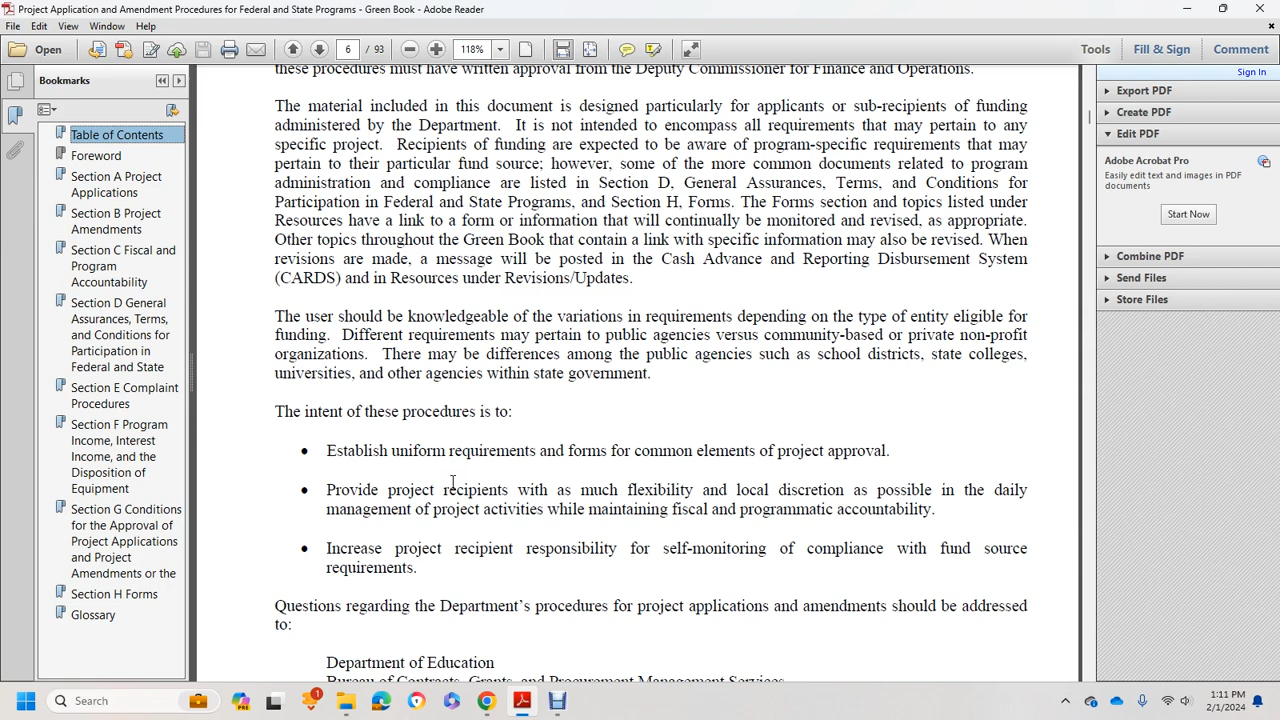 Project Application and Amendment Procedures for Federal and State Programs - Green Book - Adobe Reader
File Edit View Window Help
Open 6 / 93 118% Tools Fill & Sign Comment
Sign In
Bookmarks
Table of Contents
Foreword
Section A Project
Applications
Section B Project
Amendments
Section C Fiscal and
Program
Accountability
Section D General
Assurances, Terms,
and Conditions for
Participation in
Federal and State
Section E Complaint
Procedures
Section F Program
Income, Interest
Income, and the
Disposition of
Equipment
Section G Conditions
for the Approval of
Project Applications
and Project
Amendments or the
Section H Forms
Glossary
these procedures must have written approval from the Deputy Commissioner for Finance and Operations.
The material included in this document is designed particularly for applicants or sub-recipients of funding
administered by the Department. It is not intended to encompass all requirements that may pertain to any
specific project. Recipients of funding are expected to be aware of program-specific requirements that may
pertain to their particular fund source; however, some of the more common documents related to program
administration and compliance are listed in Section D, General Assurances, Terms, and Conditions for
Participation in Federal and State Programs, and Section H, Forms. The Forms section and topics listed under
Resources have a link to a form or information that will continually be monitored and revised, as appropriate.
Other topics throughout the Green Book that contain a link with specific information may also be revised. When
revisions are made, a message will be posted in the Cash Advance and Reporting Disbursement System
(CARDS) and in Resources under Revisions/Updates.
The user should be knowledgeable of the variations in requirements depending on the type of entity eligible for
funding. Different requirements may pertain to public agencies versus community-based or private non-profit
organizations. There may be differences among the public agencies such as school districts, state colleges,
universities, and other agencies within state government.
The intent of these procedures is to:
• Establish uniform requirements and forms for common elements of project approval.
• Provide project recipients with as much flexibility and local discretion as possible in the daily
management of project activities while maintaining fiscal and programmatic accountability.
• Increase project recipient responsibility for self-monitoring of compliance with fund source
requirements.
Questions regarding the Department's procedures for project applications and amendments should be addressed
to:
Department of Education
Bureau of Contracts, Grants, and Procurement Management Services
Export PDF
Create PDF
Edit PDF
Adobe Acrobat Pro
Easily edit text and images in PDF
documents
Start Now
Combine PDF
Send Files
Store Files
Search
PRE
1
1:11 PM
2/1/2024